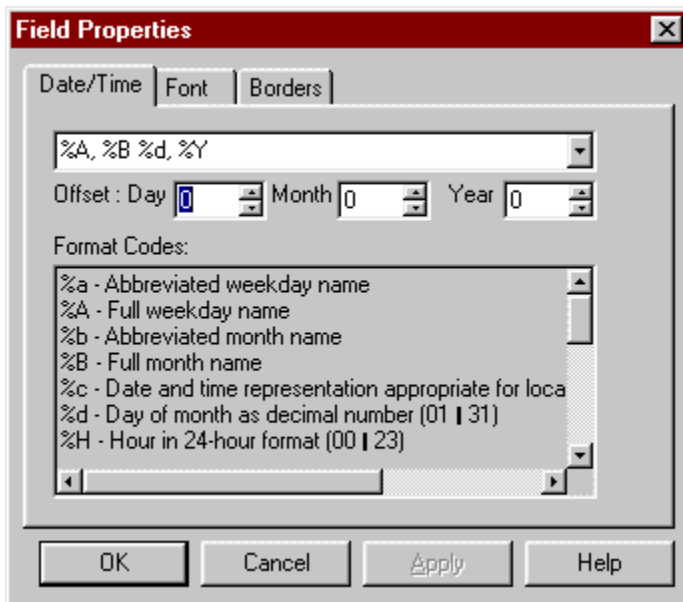 Field Properties
Date/Time Font Borders
%A, %B %d, %Y
Offset : Day 0 Month 0 Year 0
Format Codes:
%a - Abbreviated weekday name
%A - Full weekday name
%b - Abbreviated month name
%B - Full month name
%c - Date and time representation appropriate for loca
%d - Day of month as decimal number (01 | 31)
%H - Hour in 24-hour format (00 | 23)
OK Cancel Apply Help